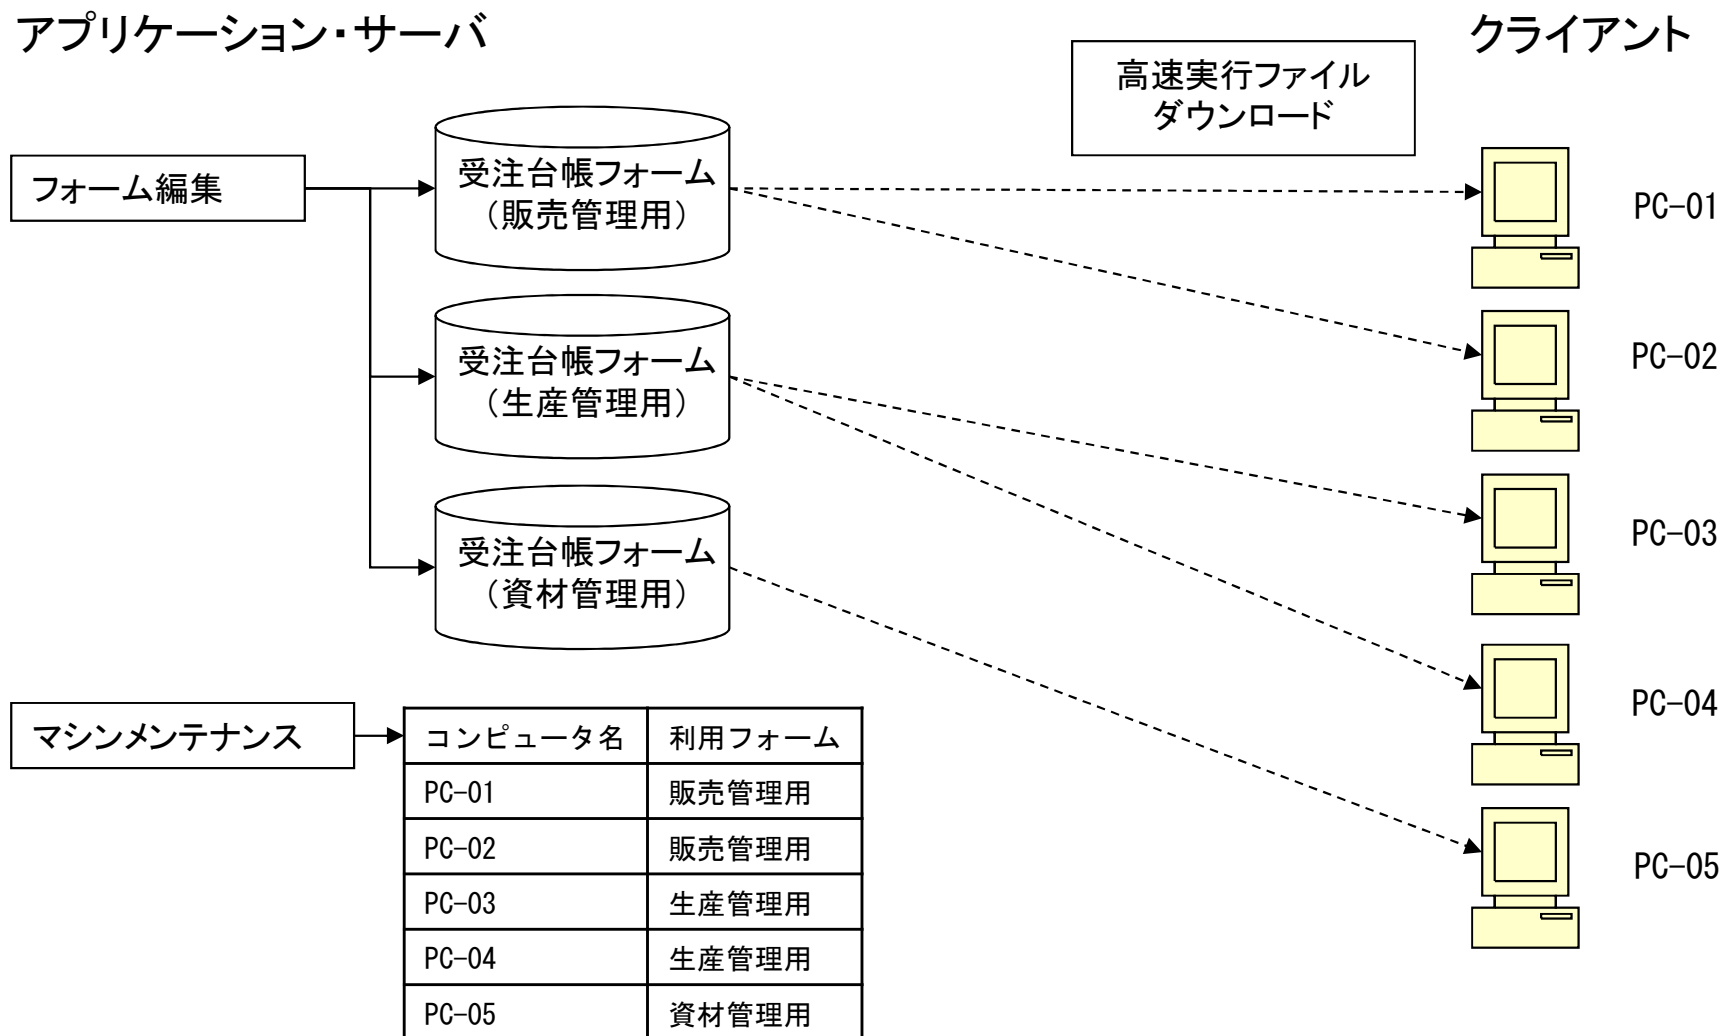 アプリケーション・サーバ
クライアント
高速実行ファイル
ダウンロード
フォーム編集
受注台帳フォーム
（販売管理用）
受注台帳フォーム
（生産管理用）
受注台帳フォーム
（資材管理用）
PC-01
PC-02
PC-03
PC-04
PC-05
マシンメンテナンス
コンピュータ名 利用フォーム
PC-01 販売管理用
PC-02 販売管理用
PC-03 生産管理用
PC-04 生産管理用
PC-05 資材管理用